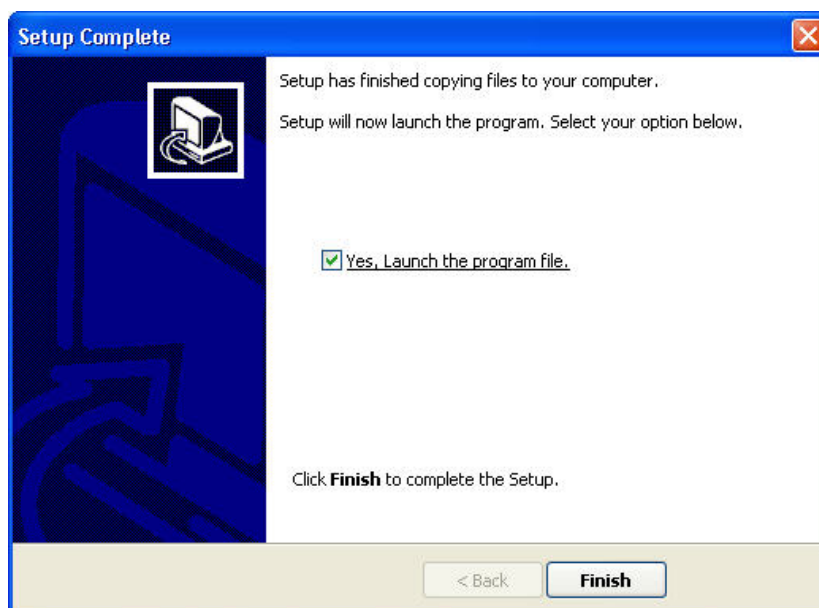 Setup Complete
Setup has finished copying files to your computer.
Setup will now launch the program. Select your option below.
Yes, Launch the program file.
Click Finish to complete the Setup.
< Back
Finish